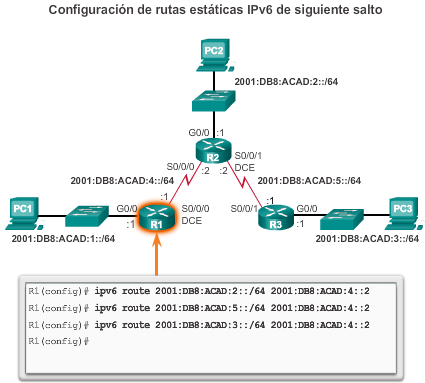 Configuración de rutas estáticas IPv6 de siguiente salto
PC2
2001:DB8:ACAD:2::/64
G0/0 :1
R2
S0/0/0
:2 :2
S0/0/1
DCE
2001:DB8:ACAD:4::/64
2001:DB8:ACAD:5::/64
PC1
G0/0
:1
:1
R1
S0/0/0
DCE
2001:DB8:ACAD:1::/64
:1
S0/0/1
R3
G0/0
:1
PC3
2001:DB8:ACAD:3::/64
R1(config)# ipv6 route 2001:DB8:ACAD:2::/64 2001:DB8:ACAD:4::2
R1(config)# ipv6 route 2001:DB8:ACAD:5::/64 2001:DB8:ACAD:4::2
R1(config)# ipv6 route 2001:DB8:ACAD:3::/64 2001:DB8:ACAD:4::2
R1(config)#